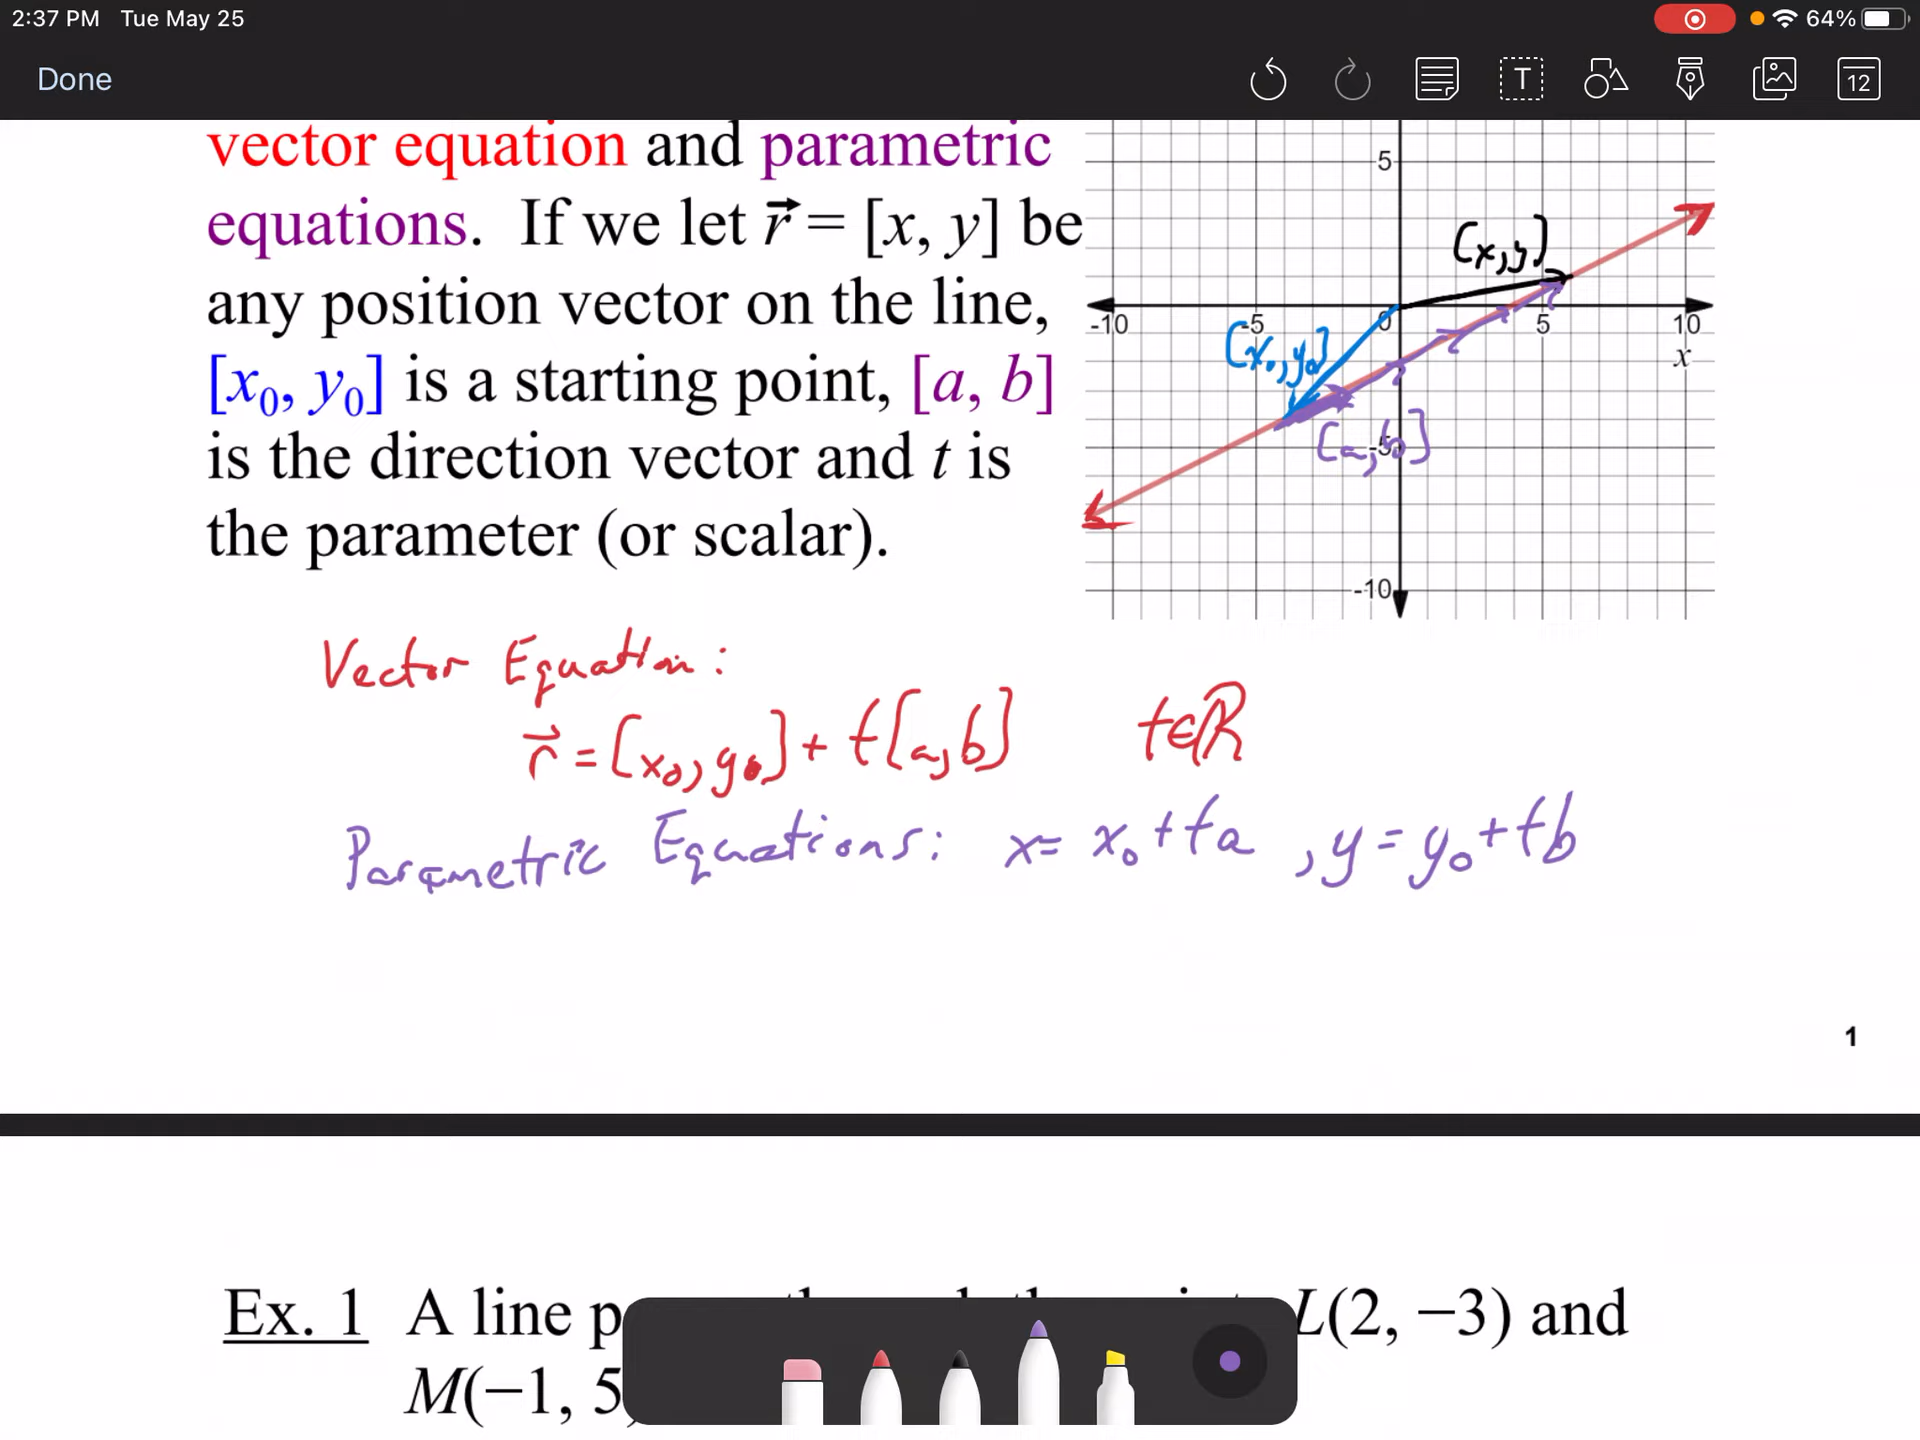 2:37 PM Tue May 25
64%
Done
T
12
vector equation and parametric
equations. If we let r⃗ = [x, y] be
any position vector on the line,
[x₀, y₀] is a starting point, [a, b]
is the direction vector and t is
the parameter (or scalar).
5
[x, y]
-10 -5 0 5 10
x
[x₀, y₀]
[a, b]
-5
-10
Vector Equation:
r⃗ = [x₀, y₀] + t[a, b] t∈ℝ
Parametric Equations: x = x₀ + ta , y = y₀ + tb
1
Ex. 1 A line L(2, −3) and
M(−1, 5